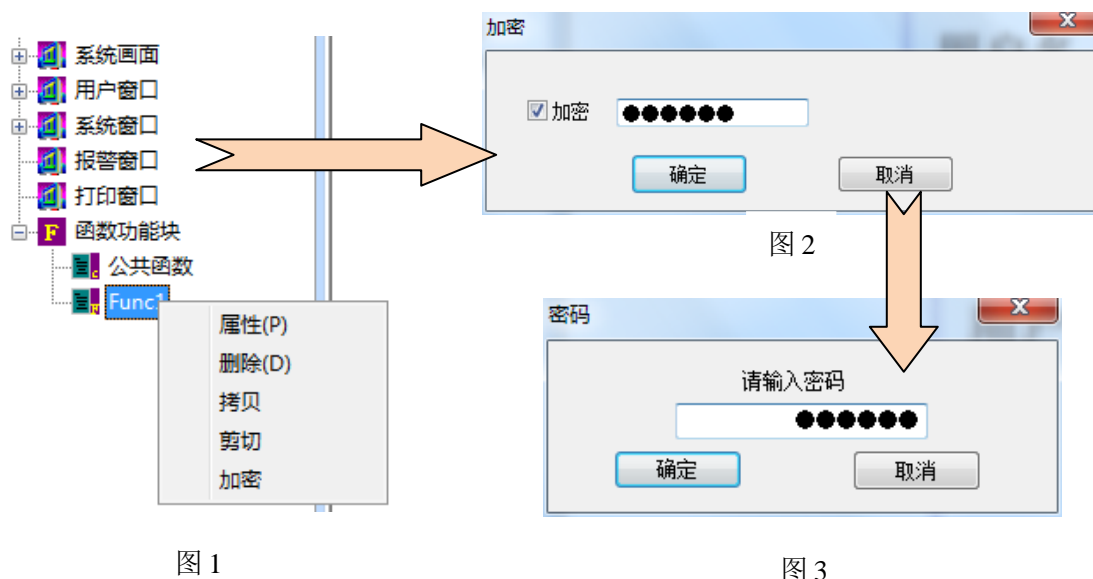 系统画面
用户窗口
系统窗口
报警窗口
打印窗口
F 函数功能块
公共函数
Func1
属性(P)
删除(D)
拷贝
剪切
加密
图 1
加密
加密 ●●●●●●
确定 取消
图 2
密码
请输入密码
●●●●●●
确定 取消
图 3